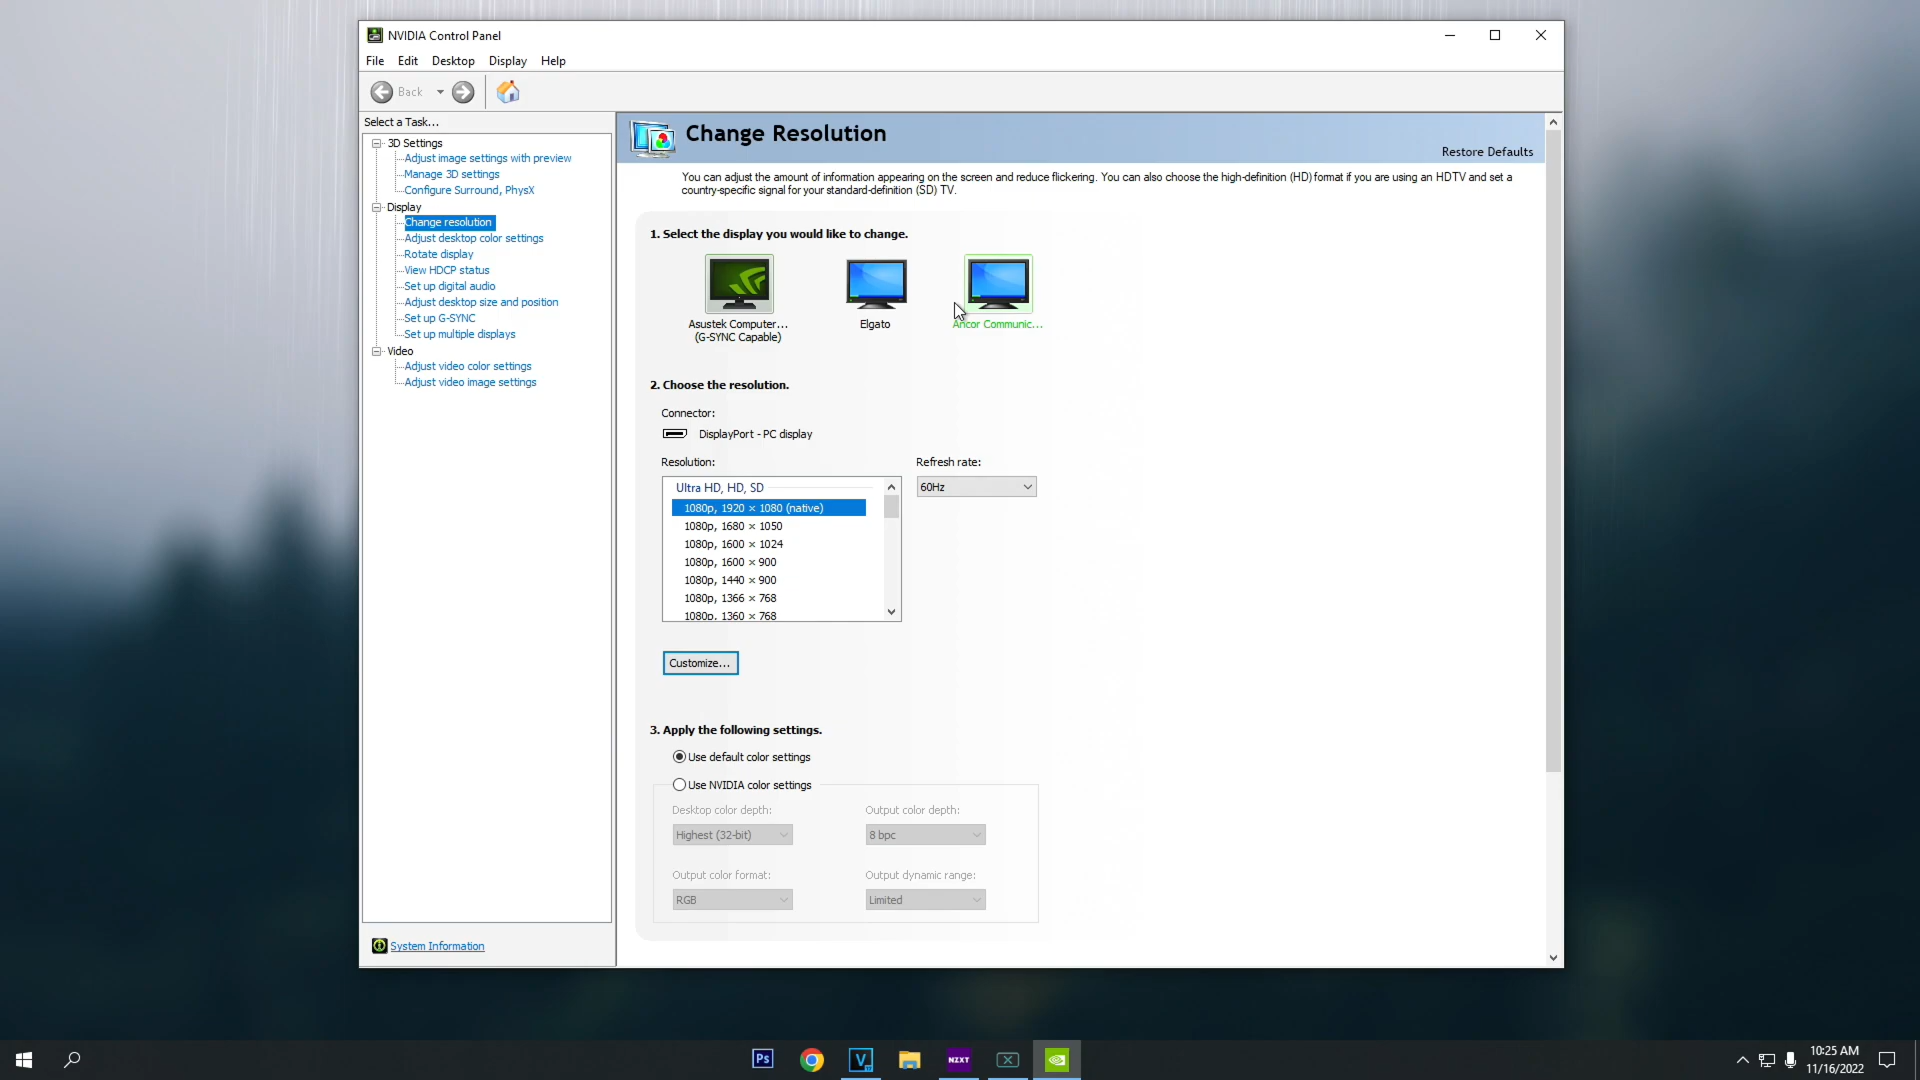 NVIDIA Control Panel
File Edit Desktop Display Help
Back
Select a Task...
3D Settings
Adjust image settings with preview
Manage 3D settings
Configure Surround, PhysX
Display
Change resolution
Adjust desktop color settings
Rotate display
View HDCP status
Set up digital audio
Adjust desktop size and position
Set up G-SYNC
Set up multiple displays
Video
Adjust video color settings
Adjust video image settings
System Information
Change Resolution
Restore Defaults
You can adjust the amount of information appearing on the screen and reduce flickering. You can also choose the high-definition (HD) format if you are using an HDTV and set a
country-specific signal for your standard-definition (SD) TV.
1. Select the display you would like to change.
Asustek Computer...
(G-SYNC Capable)
Elgato
Ancor Communic...
2. Choose the resolution.
Connector:
DisplayPort - PC display
Resolution:
Refresh rate:
Ultra HD, HD, SD
60Hz
1080p, 1920 × 1080 (native)
1080p, 1680 × 1050
1080p, 1600 × 1024
1080p, 1600 × 900
1080p, 1440 × 900
1080p, 1366 × 768
1080p, 1360 × 768
Customize...
3. Apply the following settings.
Use default color settings
Use NVIDIA color settings
Desktop color depth:
Output color depth:
Highest (32-bit)
8 bpc
Output color format:
Output dynamic range:
RGB
Limited
Ps
V
17
NZXT
10:25 AM
11/16/2022